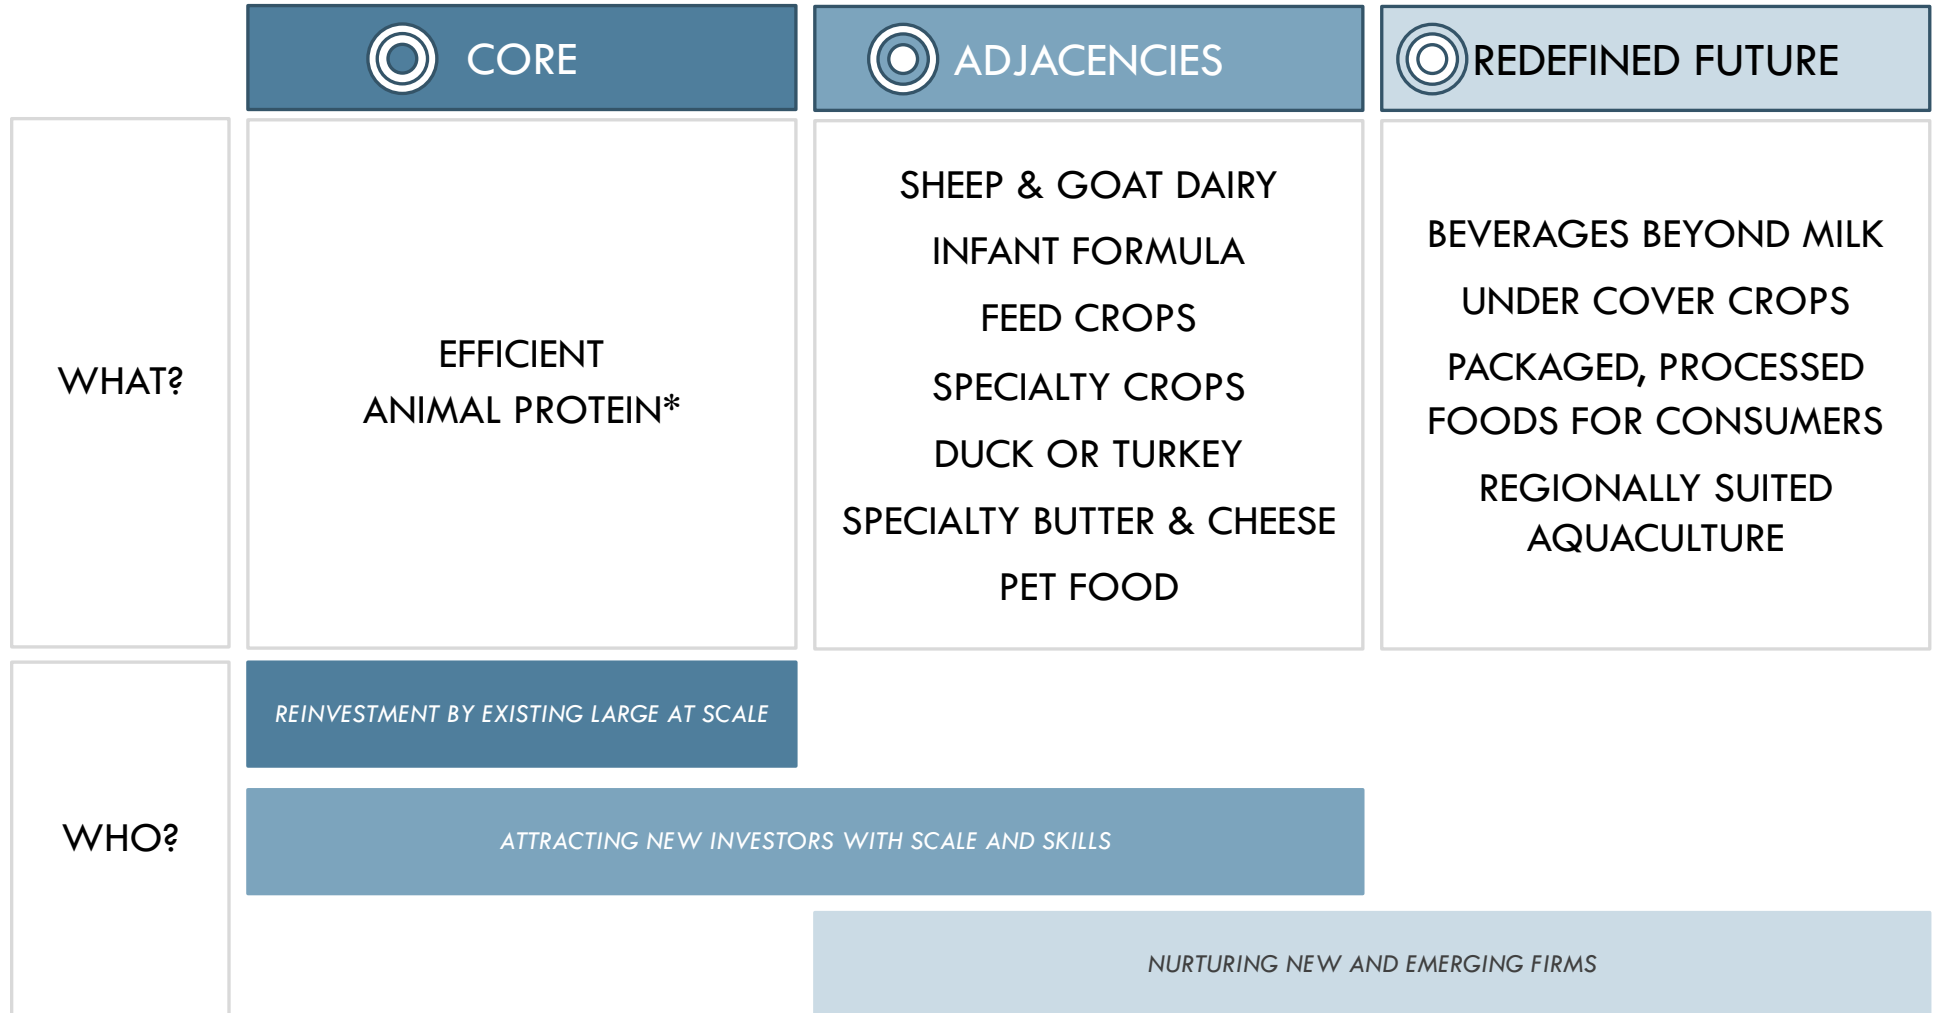 CORE
ADJACENCIES
REDEFINED FUTURE
WHAT?
EFFICIENT
ANIMAL PROTEIN*
SHEEP & GOAT DAIRY
INFANT FORMULA
FEED CROPS
SPECIALTY CROPS
DUCK OR TURKEY
SPECIALTY BUTTER & CHEESE
PET FOOD
BEVERAGES BEYOND MILK
UNDER COVER CROPS
PACKAGED, PROCESSED
FOODS FOR CONSUMERS
REGIONALLY SUITED
AQUACULTURE
WHO?
REINVESTMENT BY EXISTING LARGE AT SCALE
ATTRACTING NEW INVESTORS WITH SCALE AND SKILLS
NURTURING NEW AND EMERGING FIRMS